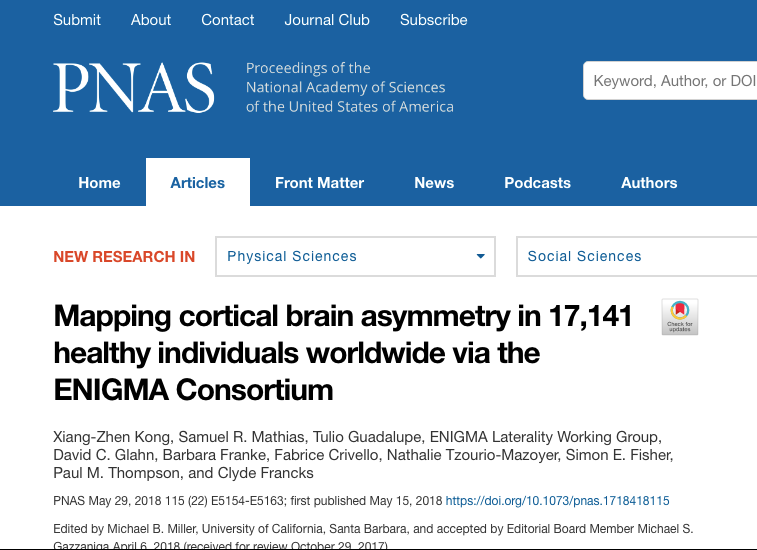 Submit About Contact Journal Club Subscribe
PNAS
Proceedings of the
National Academy of Sciences
of the United States of America
Keyword, Author, or DOI
Home Articles Front Matter News Podcasts Authors
NEW RESEARCH IN Physical Sciences Social Sciences
Mapping cortical brain asymmetry in 17,141
healthy individuals worldwide via the
ENIGMA Consortium
Check for
updates
Xiang-Zhen Kong, Samuel R. Mathias, Tulio Guadalupe, ENIGMA Laterality Working Group,
David C. Glahn, Barbara Franke, Fabrice Crivello, Nathalie Tzourio-Mazoyer, Simon E. Fisher,
Paul M. Thompson, and Clyde Francks
PNAS May 29, 2018 115 (22) E5154-E5163; first published May 15, 2018 https://doi.org/10.1073/pnas.1718418115
Edited by Michael B. Miller, University of California, Santa Barbara, and accepted by Editorial Board Member Michael S.
Gazzaniga April 6, 2018 (received for review October 29, 2017)